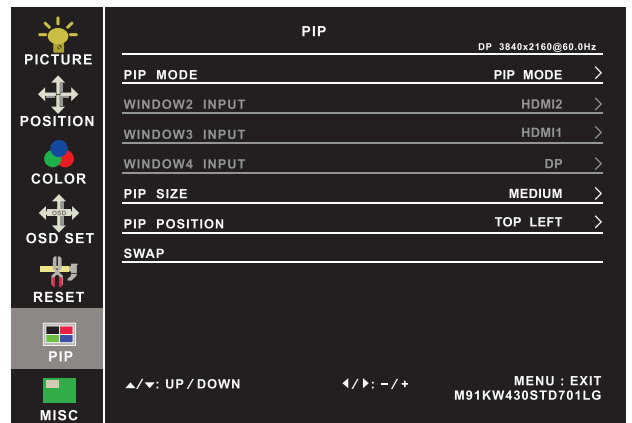 PICTURE
POSITION
COLOR
OSD
OSD SET
RESET
PIP
MISC
PIP
DP 3840x2160@60.0Hz
PIP MODE PIP MODE >
WINDOW2 INPUT HDMI2 >
WINDOW3 INPUT HDMI1 >
WINDOW4 INPUT DP >
PIP SIZE MEDIUM >
PIP POSITION TOP LEFT >
SWAP
▲/▼: UP/DOWN ◀/▶: -/+ MENU : EXIT
M91KW430STD701LG